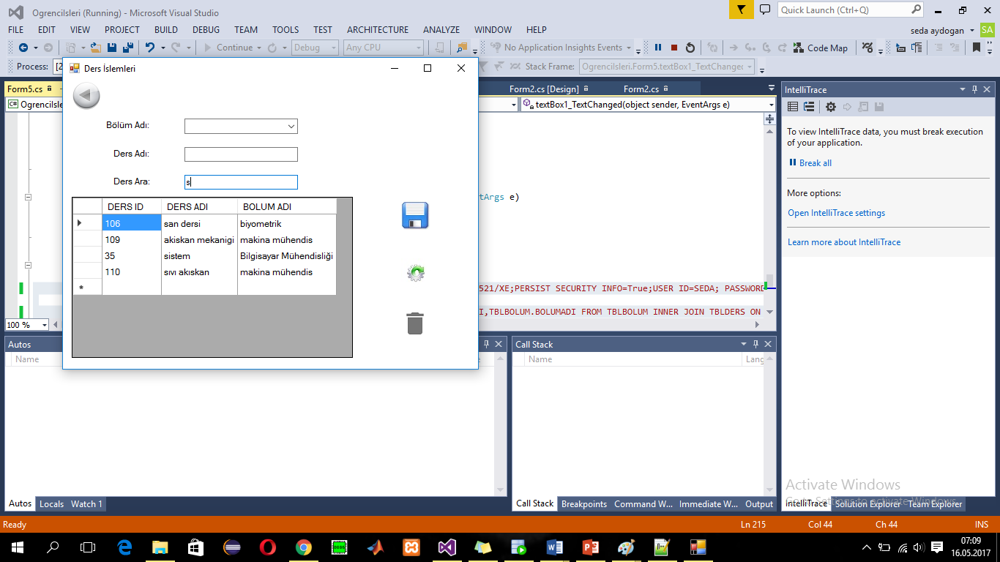 Ogrencilsleri (Running) - Microsoft Visual Studio
Quick Launch (Ctrl+Q)
FILE EDIT VIEW PROJECT BUILD DEBUG TEAM TOOLS TEST ARCHITECTURE ANALYZE WINDOW HELP
seda aydogan SA
Continue Debug Any CPU No Application Insights Events Code Map
Process: [2 Stack Frame: Ogrencilsleri.Form5.textBox1_TextChanged
Form5.cs Form2.cs [Design] Form2.cs
C# Ogrencilsle textBox1_TextChanged(object sender, EventArgs e)
Ders İslemleri
Bölüm Adı:
Ders Adı:
Ders Ara: s
DERS ID DERS ADI BOLUM ADI
106 san dersi biyometrik
109 akiskan mekanigi makina mühendis
35 sistem Bilgisayar Mühendisliği
110 sıvı akıskan makina mühendis
*
tArgs e)
521/XE;PERSIST SECURITY INFO=True;USER ID=SEDA; PASSWORD
I,TBLBOLUM.BOLUMADI FROM TBLBOLUM INNER JOIN TBLDERS ON
100 %
IntelliTrace
To view IntelliTrace data, you must break execution
of your application.
Break all
More options:
Open IntelliTrace settings
Learn more about IntelliTrace
Autos
Name
Call Stack
Name Lang
Autos Locals Watch 1
Call Stack Breakpoints Command W... Immediate W... Output
Activate Windows
Go to Settings to activate Windows.
IntelliTrace Solution Explorer Team Explorer
Ready Ln 215 Col 44 Ch 44 INS
07:09
16.05.2017